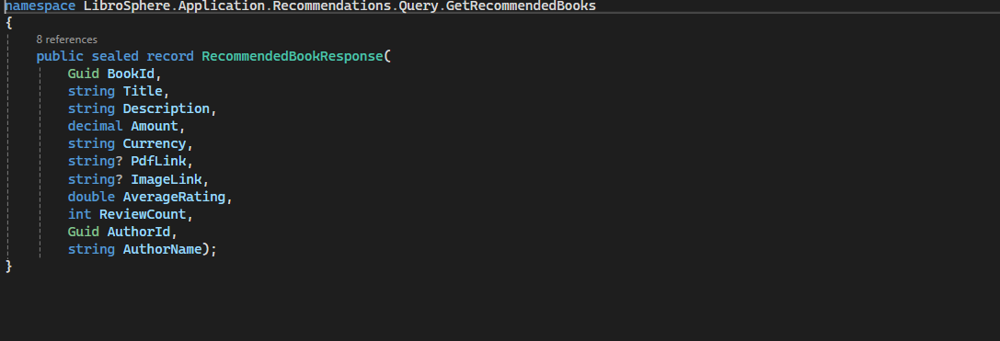 namespace LibroSphere.Application.Recommendations.Query.GetRecommendedBooks
{
8 references
public sealed record RecommendedBookResponse(
Guid BookId,
string Title,
string Description,
decimal Amount,
string Currency,
string? PdfLink,
string? ImageLink,
double AverageRating,
int ReviewCount,
Guid AuthorId,
string AuthorName);
}